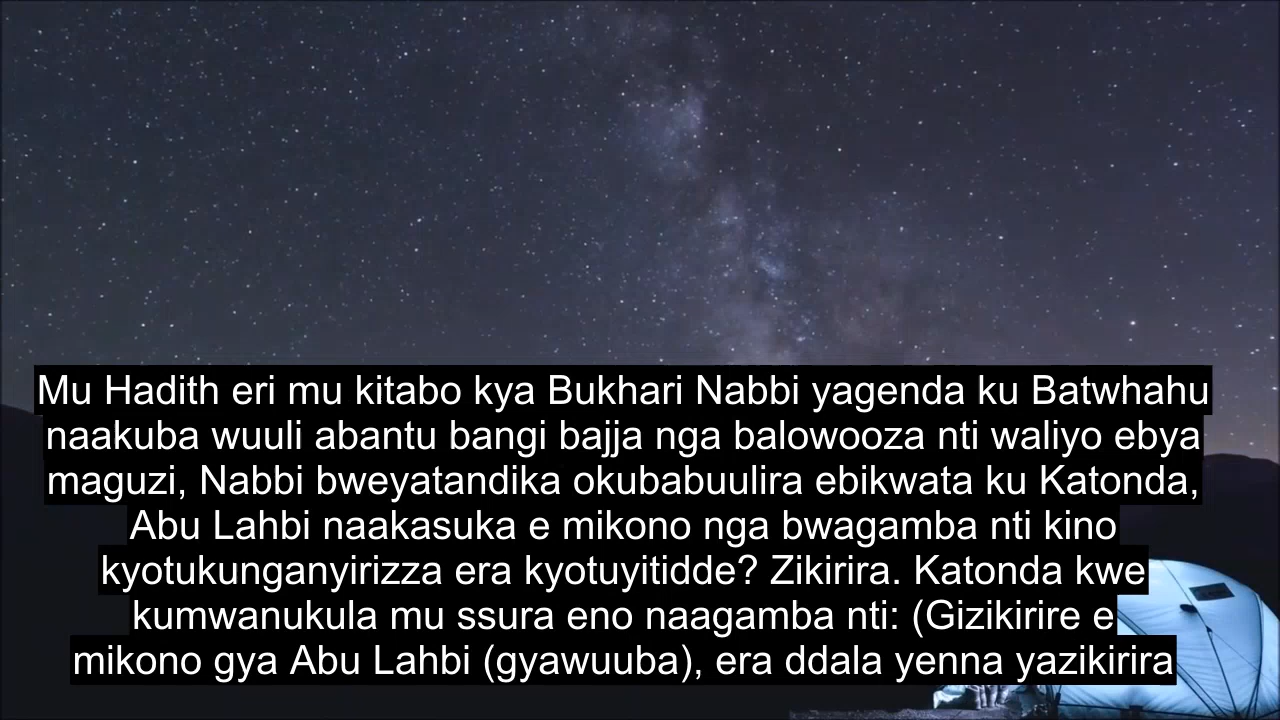 Mu Hadith eri mu kitabo kya Bukhari Nabbi yagenda ku Batwhahu
naakuba wuuli abantu bangi bajja nga balowooza nti waliyo ebya
maguzi, Nabbi bweyatandika okubabuulira ebikwata ku Katonda,
Abu Lahbi naakasuka e mikono nga bwagamba nti kino
kyotukunganyirizza era kyotuyitidde? Zikirira. Katonda kwe
kumwanukula mu ssura eno naagamba nti: (Gizikirire e
mikono gya Abu Lahbi (gyawuuba), era ddala yenna yazikirira